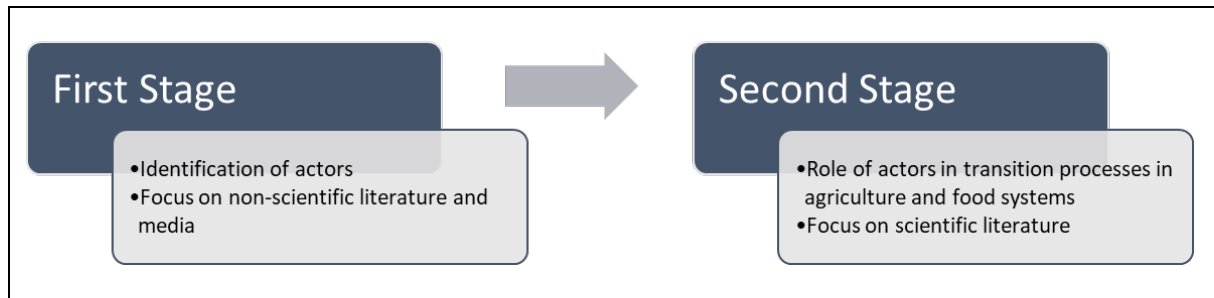 First Stage
•Identification of actors
•Focus on non-scientific literature and
media
Second Stage
•Role of actors in transition processes in
agriculture and food systems
•Focus on scientific literature